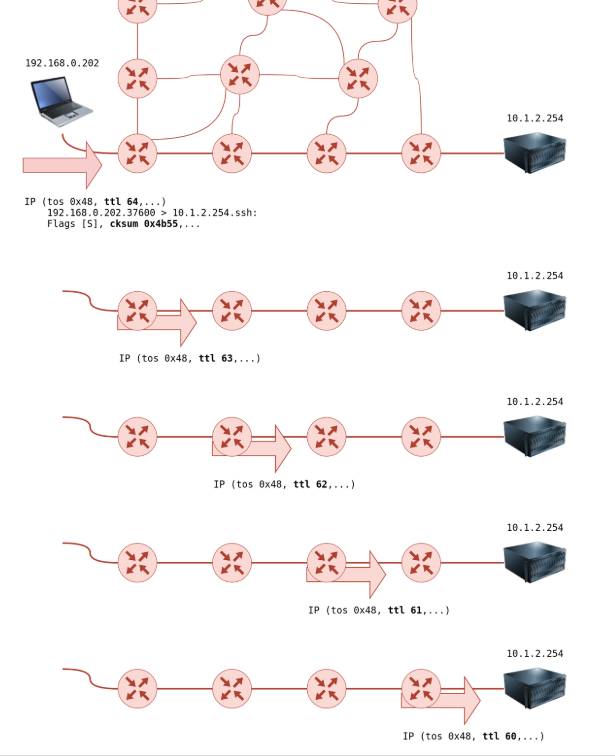 192.168.0.202
10.1.2.254
IP (tos 0x48, ttl 64,...)
192.168.0.202.37600 > 10.1.2.254.ssh:
Flags [S], cksum 0x4b55,...
10.1.2.254
IP (tos 0x48, ttl 63,...)
10.1.2.254
IP (tos 0x48, ttl 62,...)
10.1.2.254
IP (tos 0x48, ttl 61,...)
10.1.2.254
IP (tos 0x48, ttl 60,...)